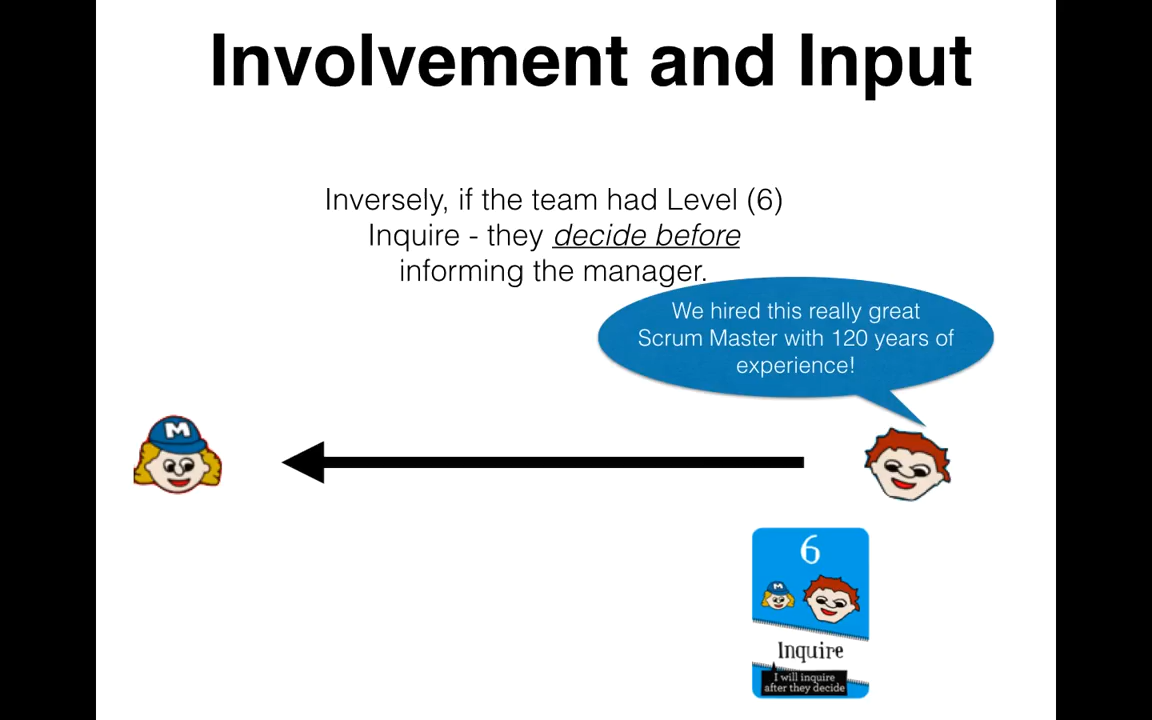 Involvement and Input
Inversely, if the team had Level (6)
Inquire - they decide before
informing the manager.
We hired this really great
Scrum Master with 120 years of
experience!
M
6
M
Inquire
I will inquire
after they decide